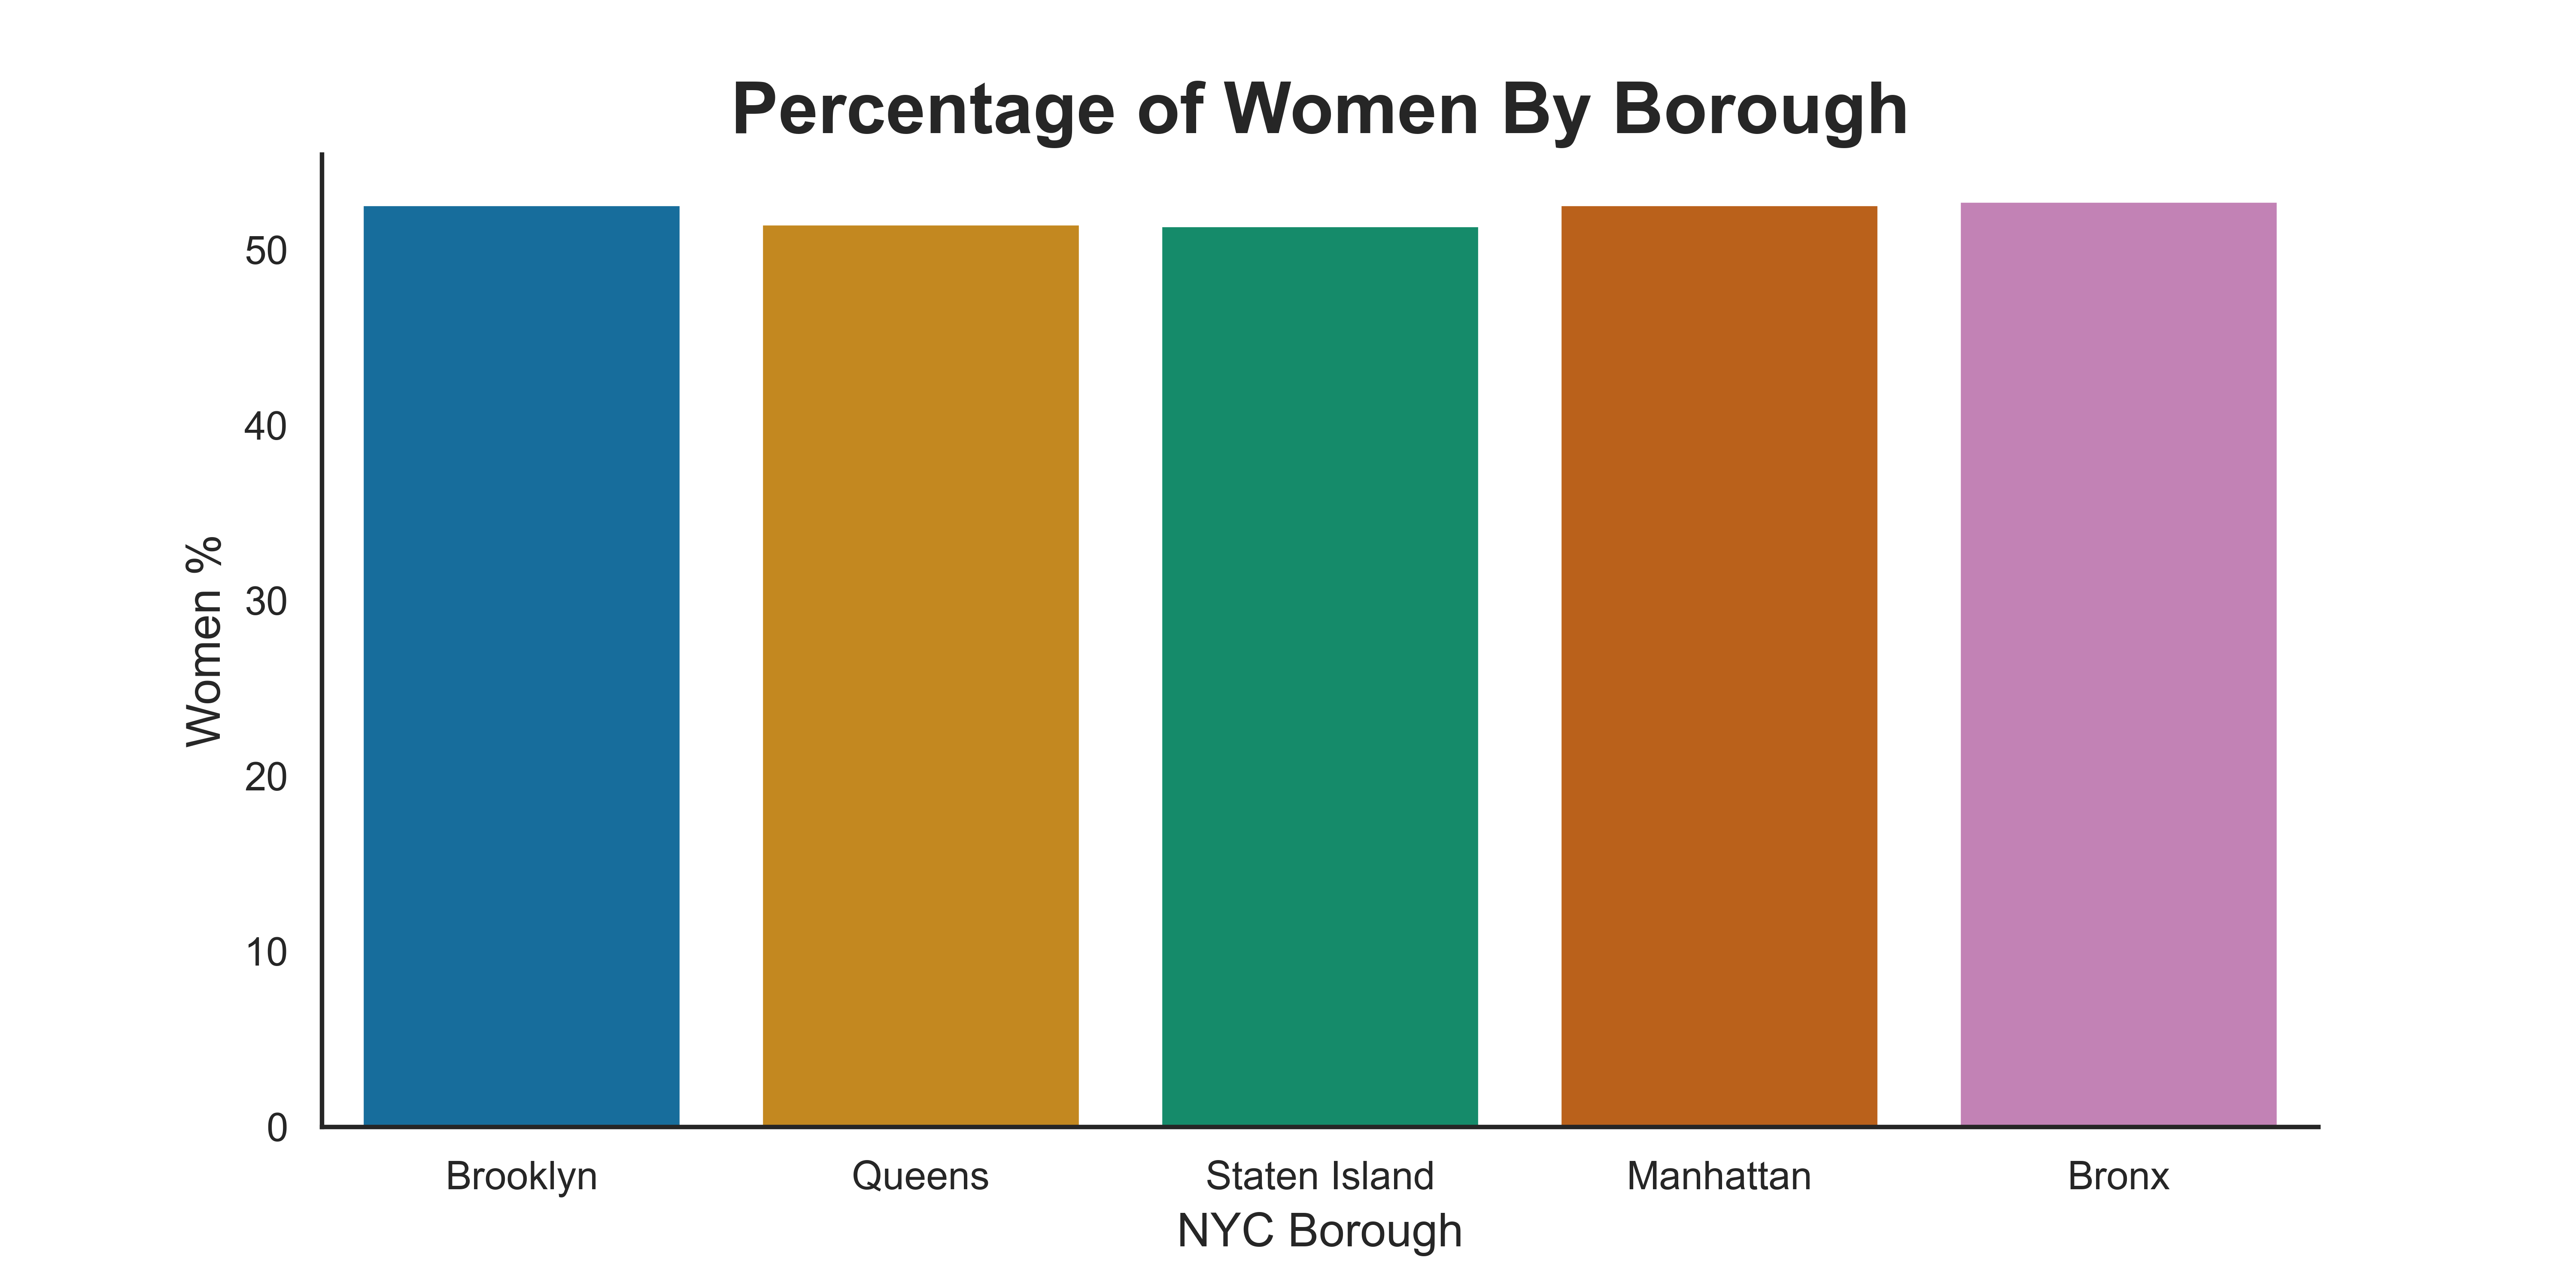 Percentage of Women By Borough
Women %
50
40
30
20
10
0
Brooklyn Queens Staten Island Manhattan Bronx
NYC Borough